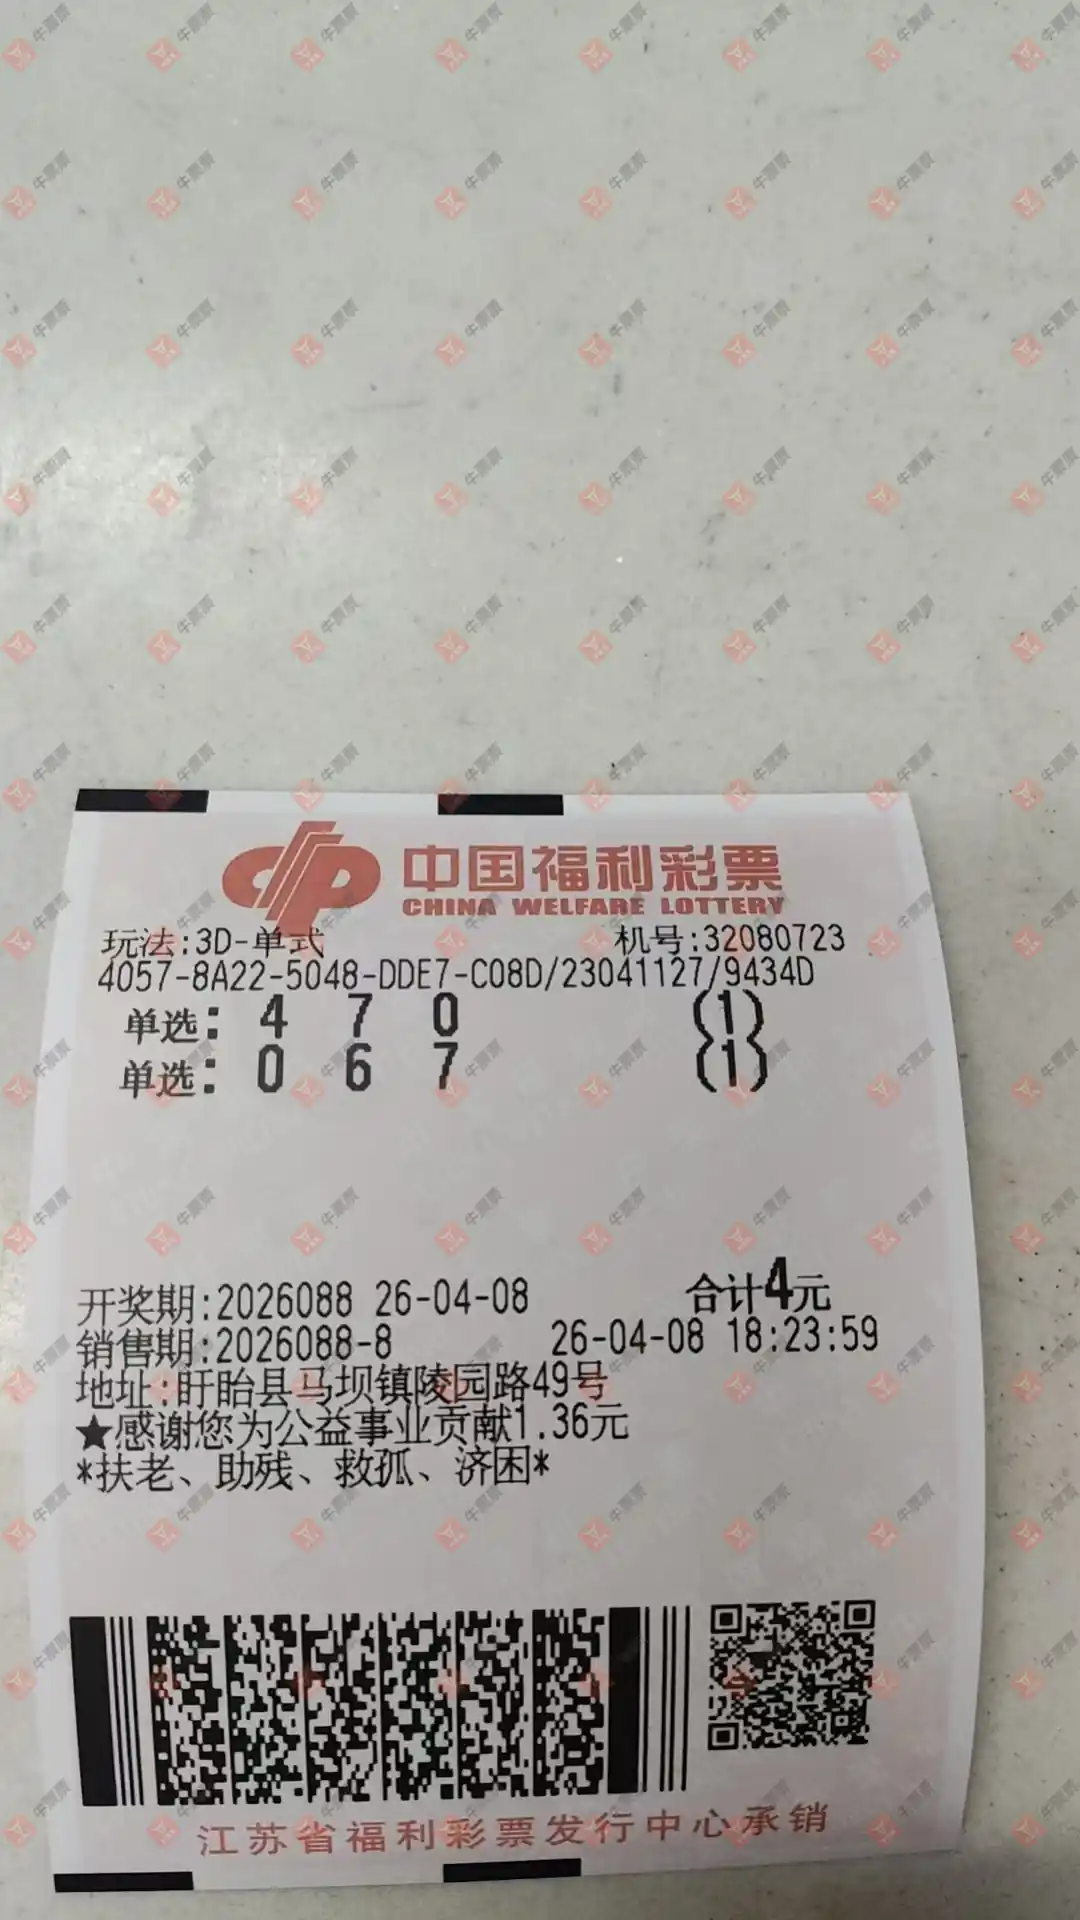 中国福利彩票
CHINA WELFARE LOTTERY
玩法:3D-单式 机号:32080723
4057-8A22-5048-DDE7-C08D/23041127/9434D
单选: 4 7 0 (1)
单选: 0 6 7 (1)
开奖期:2026088 26-04-08 合计4元
销售期:2026088-8 26-04-08 18:23:59
地址:盱眙县马坝镇陵园路49号
★感谢您为公益事业贡献1.36元
*扶老、助残、救孤、济困*
江苏省福利彩票发行中心承销
牛票票